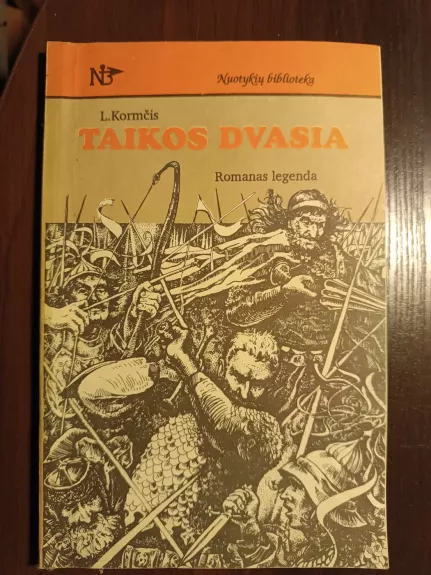 NB
Nuotykių biblioteka
L.Kormčis
TAIKOS DVASIA
Romanas legenda